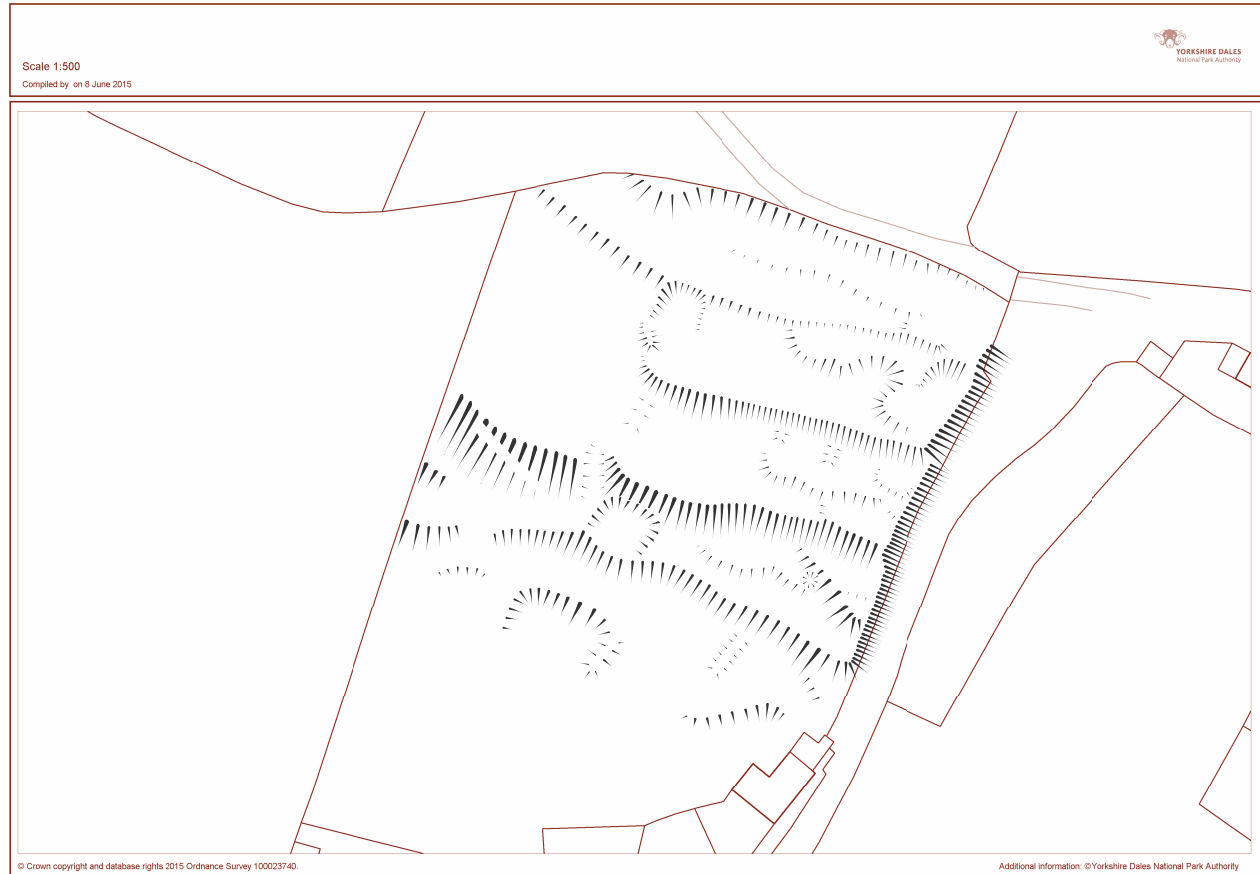 Scale 1:500
Compiled by on 8 June 2015
YORKSHIRE DALES
National Park Authority
© Crown copyright and database rights 2015 Ordnance Survey 100023740.
Additional information: ©Yorkshire Dales National Park Authority